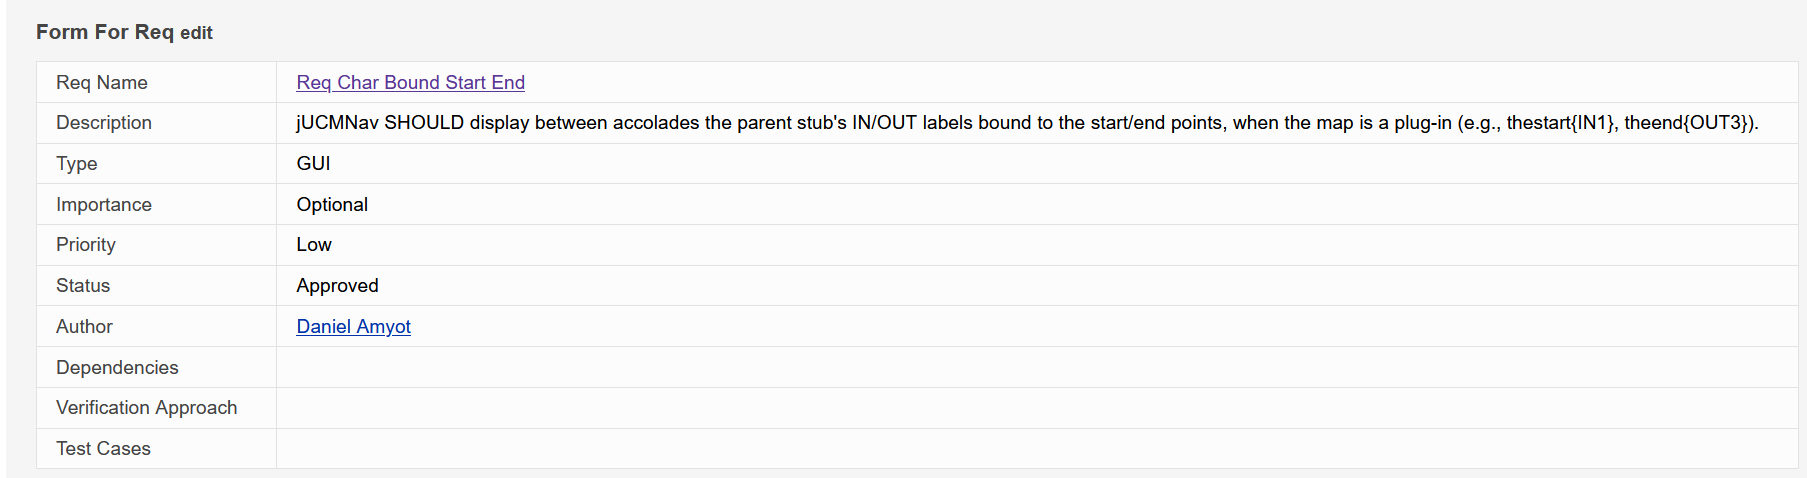 Form For Req edit
Req Name Req Char Bound Start End
Description jUCMNav SHOULD display between accolades the parent stub's IN/OUT labels bound to the start/end points, when the map is a plug-in (e.g., thestart{IN1}, theend{OUT3}).
Type GUI
Importance Optional
Priority Low
Status Approved
Author Daniel Amyot
Dependencies
Verification Approach
Test Cases